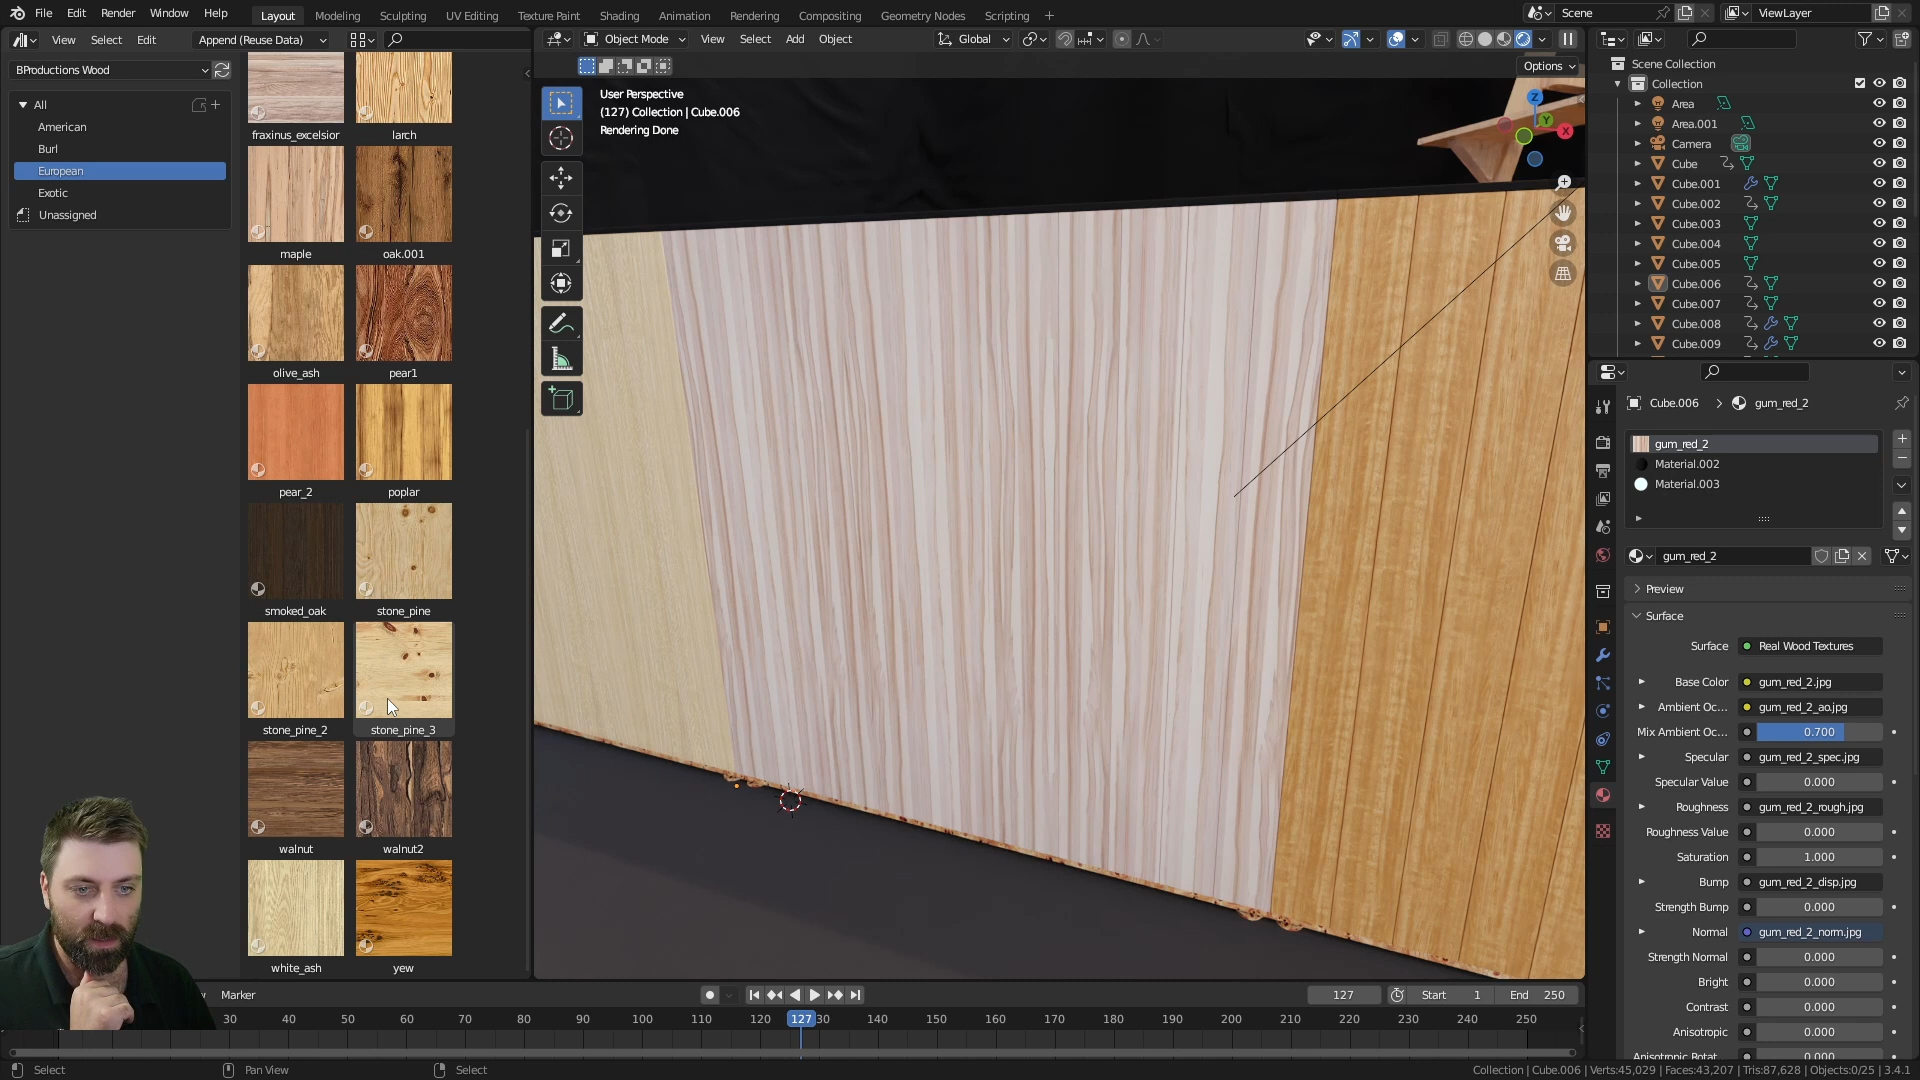 File Edit Render Window Help
Layout Modeling Sculpting UV Editing Texture Paint Shading Animation Rendering Compositing Geometry Nodes Scripting +
Scene
ViewLayer
View Select Edit
Append (Reuse Data)
Object Mode
View Select Add Object
Global
Options
BProductions Wood
All
American
Burl
European
Exotic
Unassigned
fraxinus_excelsior
larch
maple
oak.001
olive_ash
pear1
pear_2
poplar
smoked_oak
stone_pine
stone_pine_2
stone_pine_3
walnut
walnut2
white_ash
yew
User Perspective
(127) Collection | Cube.006
Rendering Done
Z
Y
X
Scene Collection
Collection
Area
Area.001
Camera
Cube
Cube.001
Cube.002
Cube.003
Cube.004
Cube.005
Cube.006
Cube.007
Cube.008
Cube.009
Cube.006 > gum_red_2
gum_red_2
Material.002
Material.003
gum_red_2
Preview
Surface
Surface Real Wood Textures
Base Color gum_red_2.jpg
Ambient Oc... gum_red_2_ao.jpg
Mix Ambient Oc... 0.700
Specular gum_red_2_spec.jpg
Specular Value 0.000
Roughness gum_red_2_rough.jpg
Roughness Value 0.000
Saturation 1.000
Bump gum_red_2_disp.jpg
Strength Bump 0.000
Normal gum_red_2_norm.jpg
Strength Normal 0.000
Bright 0.000
Contrast 0.000
Anisotropic 0.000
Anisotropic Rotat... 0.000
Marker
127
Start 1
End 250
30 40 50 60 70 80 90 100 110 120 127 30 140 150 160 170 180 190 200 210 220 230 240 250
Select
Pan View
Select
Collection | Cube.006 | Verts:45,029 | Faces:43,207 | Tris:87,628 | Objects:0/25 | 3.4.1